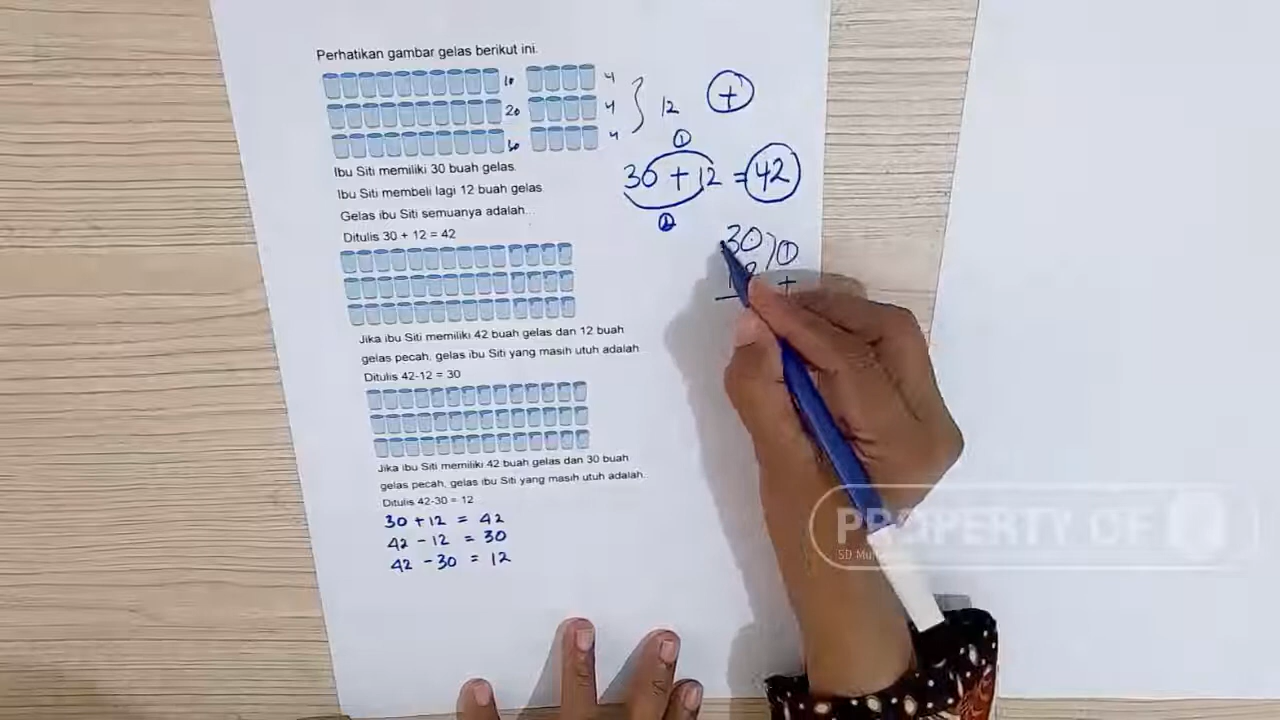 Perhatikan gambar gelas berikut ini.
10 4
20 4 } 12 +
30 4
Ibu Siti memiliki 30 buah gelas.
Ibu Siti membeli lagi 12 buah gelas
Gelas ibu Siti semuanya adalah...
Ditulis 30 + 12 = 42
1
30 + 12 = 42
2
30 1
+
Jika ibu Siti memiliki 42 buah gelas dan 12 buah
gelas pecah, gelas ibu Siti yang masih utuh adalah
Ditulis 42-12 = 30
Jika ibu Siti memiliki 42 buah gelas dan 30 buah
gelas pecah, gelas ibu Siti yang masih utuh adalah.
Ditulis 42-30 = 12
30 + 12 = 42
42 - 12 = 30
42 - 30 = 12
PROPERTY OF
SD